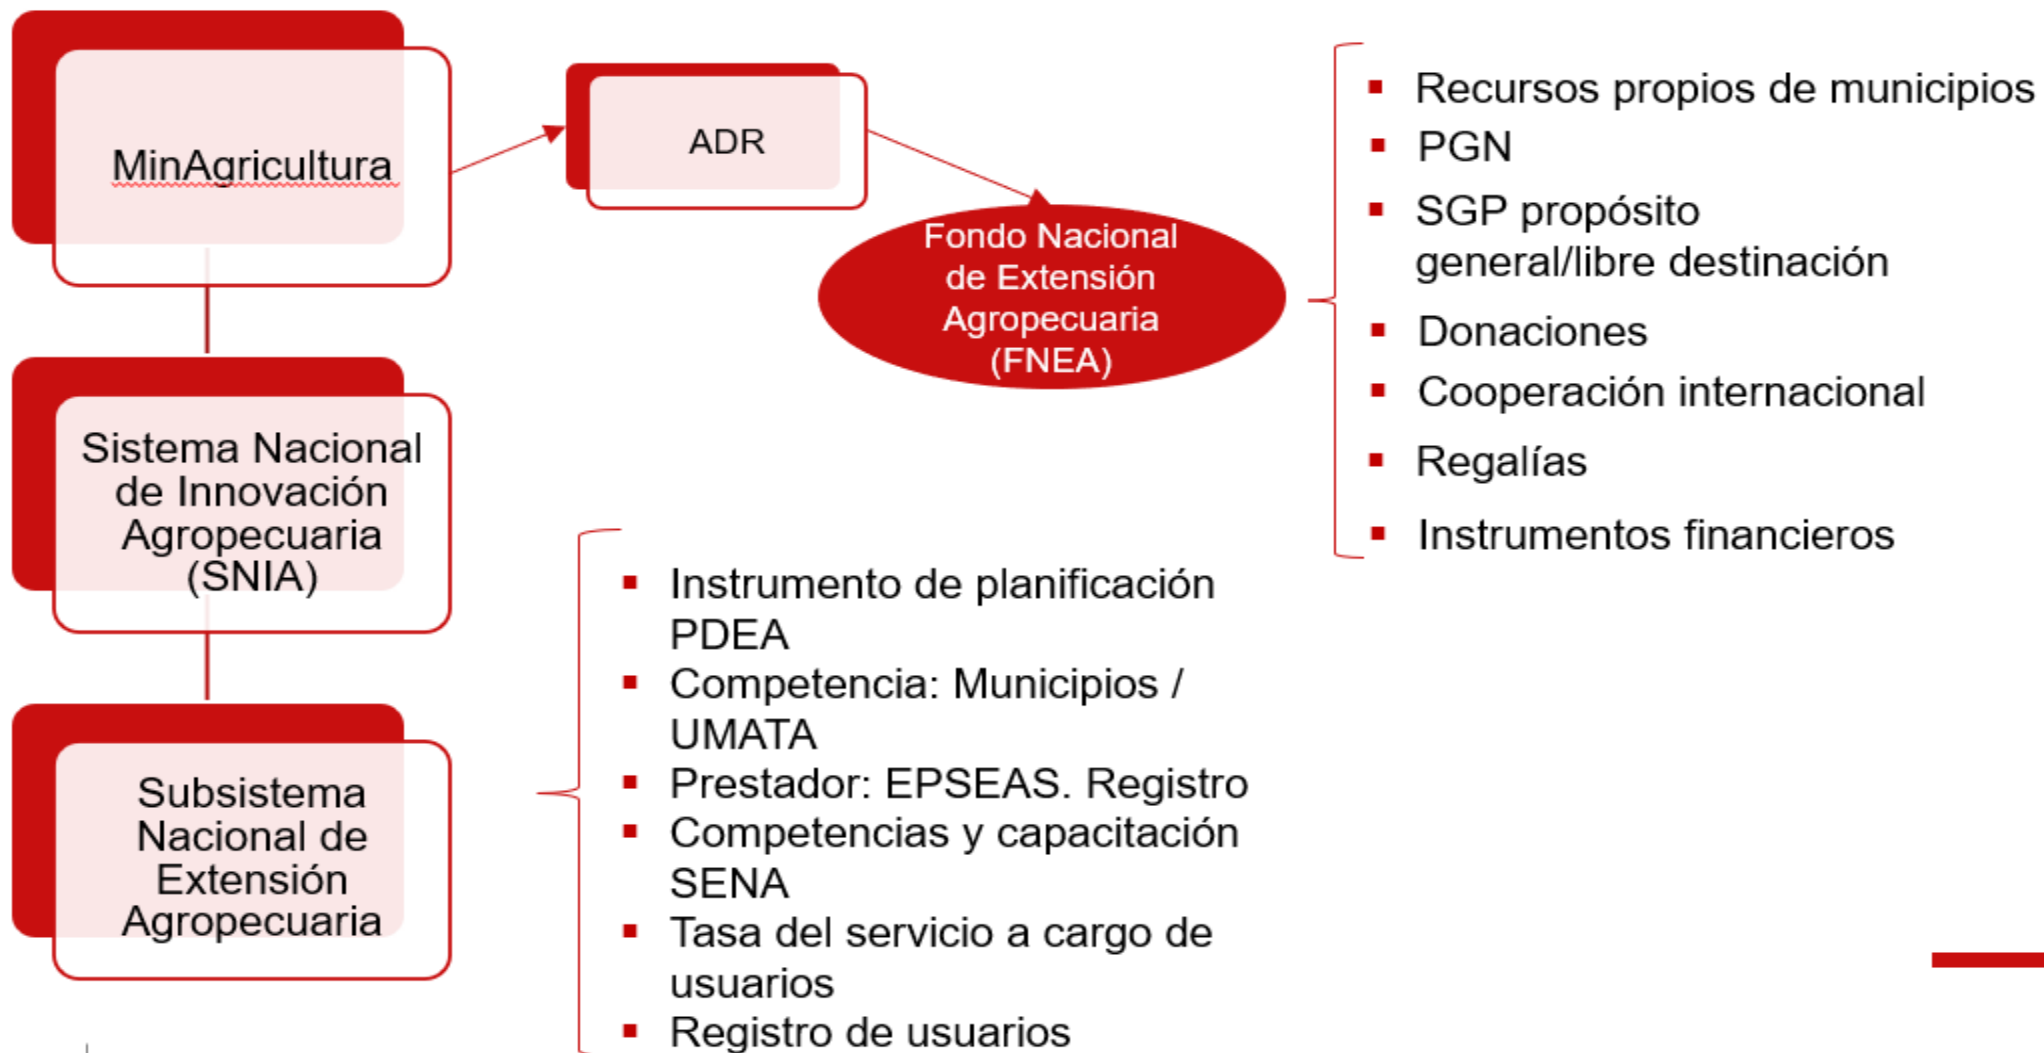 MinAgricultura
ADR
Fondo Nacional
de Extensión
Agropecuaria
(FNEA)
Recursos propios de municipios
PGN
SGP propósito
general/libre destinación
Donaciones
Cooperación internacional
Regalías
Instrumentos financieros
Sistema Nacional
de Innovación
Agropecuaria
(SNIA)
Subsistema
Nacional de
Extensión
Agropecuaria
Instrumento de planificación
PDEA
Competencia: Municipios /
UMATA
Prestador: EPSEAS. Registro
Competencias y capacitación
SENA
Tasa del servicio a cargo de
usuarios
Registro de usuarios